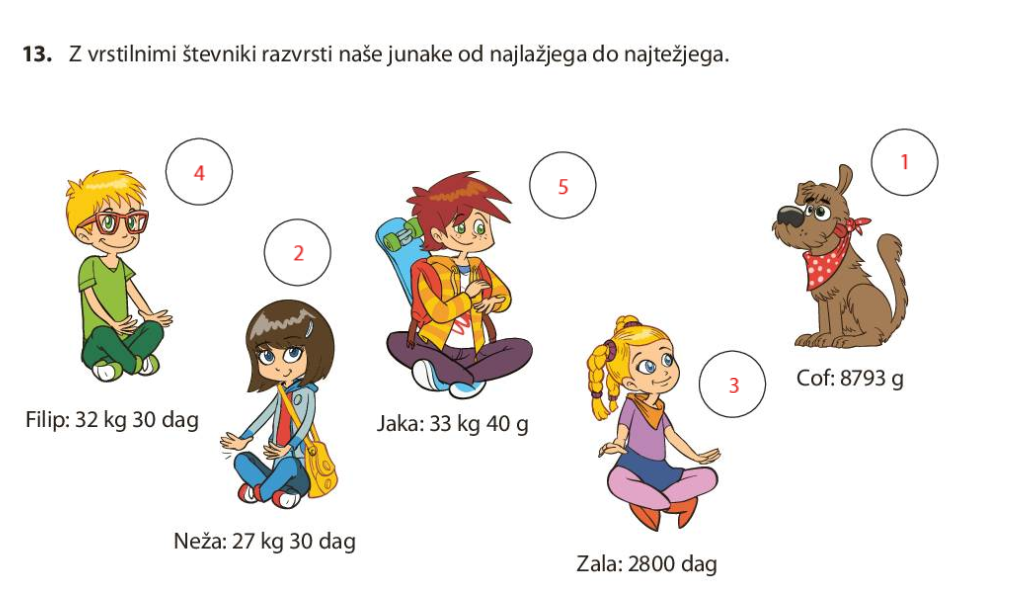 13. Z vrstilnimi števniki razvrsti naše junake od najlažjega do najtežjega.
4
2
5
1
3
Filip: 32 kg 30 dag
Neža: 27 kg 30 dag
Jaka: 33 kg 40 g
Zala: 2800 dag
Cof: 8793 g